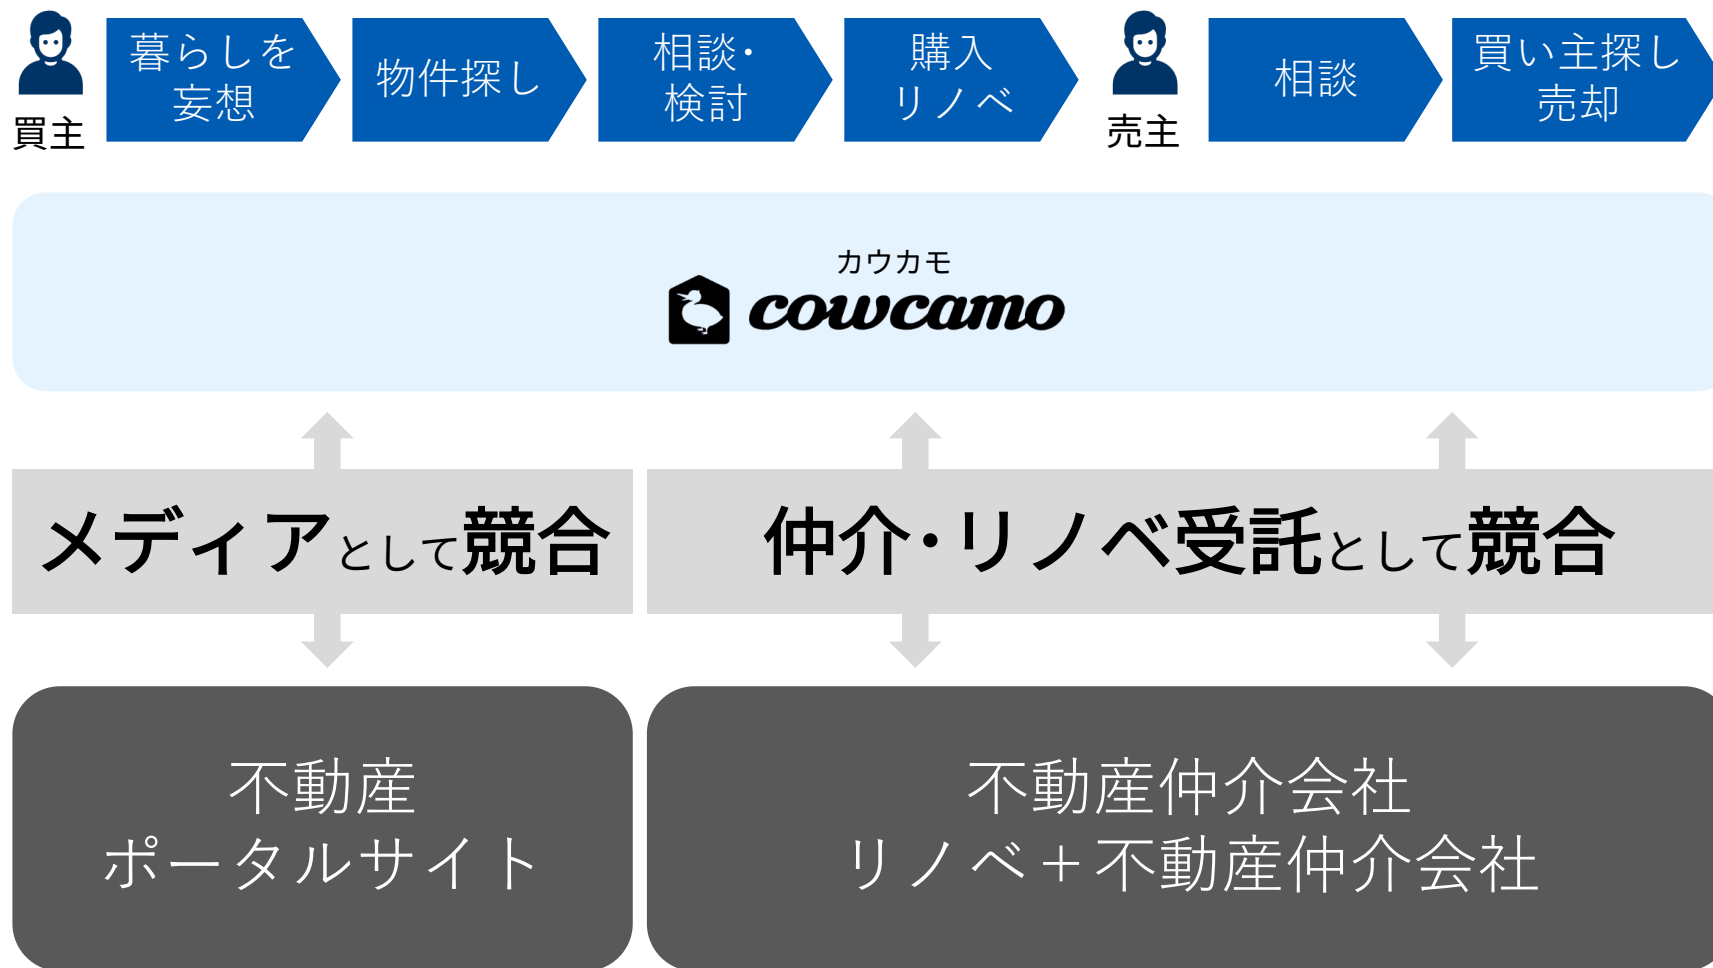 買主
暮らしを
妄想
物件探し
相談・
検討
購入
リノベ
売主
相談
買い主探し
売却
カウカモ
cowcamo
メディアとして競合
仲介・リノベ受託として競合
不動産
ポータルサイト
不動産仲介会社
リノベ＋不動産仲介会社